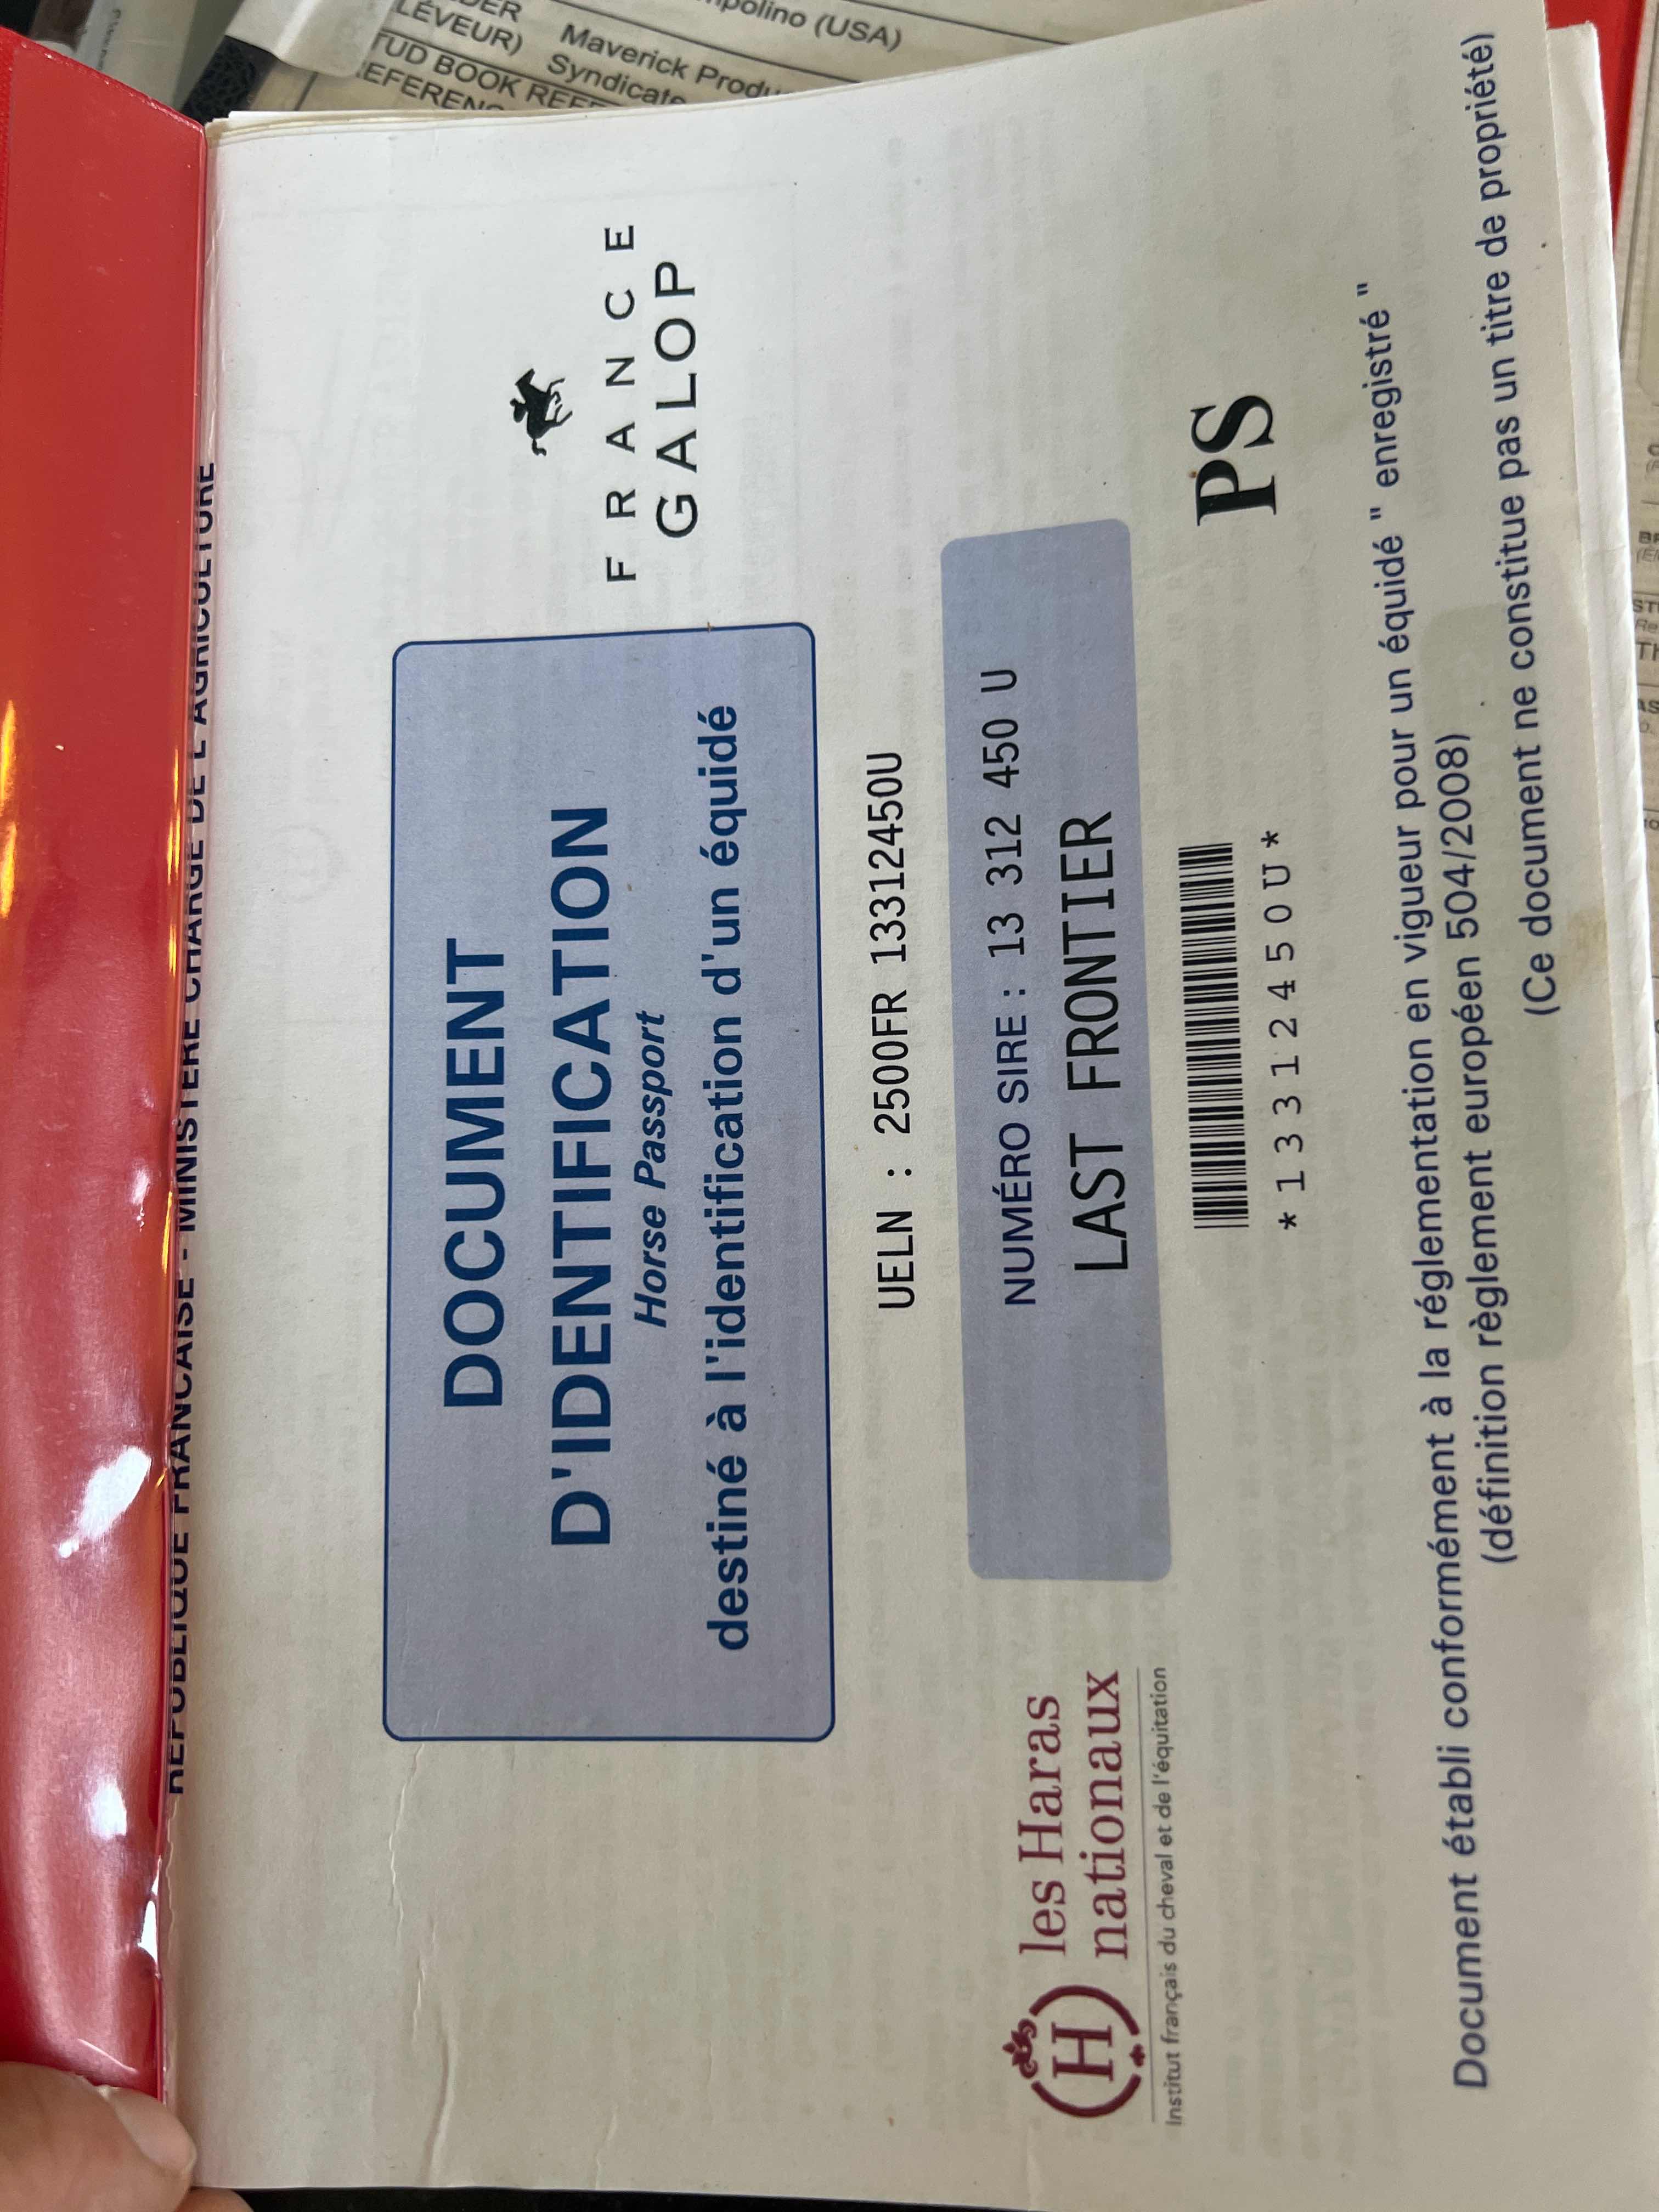 RÉPUBLIQUE FRANCAISE - MINISTÈRE CHARGÉ DE L'AGRICULTURE
FRANCE
GALOP
DOCUMENT
D'IDENTIFICATION
Horse Passport
destiné à l'identification d'un équidé
UELN : 2500FR 13312450U
les Haras
nationaux
Institut français du cheval et de l'équitation
NUMÉRO SIRE : 13 312 450 U
LAST FRONTIER
*13312450U*
PS
Document établi conformément à la réglementation en vigueur pour un équidé " enregistré "
(définition règlement européen 504/2008)
(Ce document ne constitue pas un titre de propriété)
(USA)
Maverick
Syndicate
LÉVEUR)
TUD BOOK